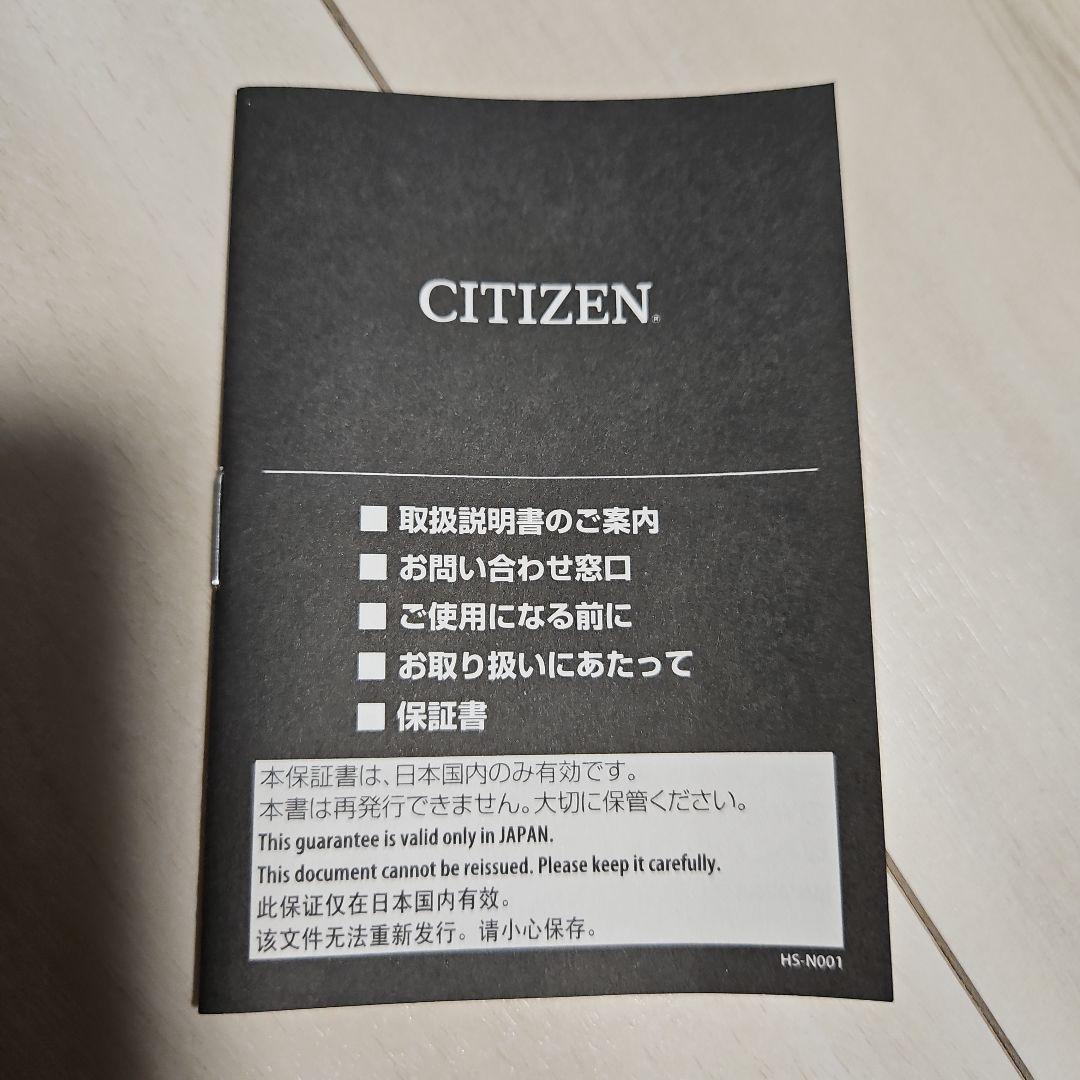 CITIZEN®
■ 取扱説明書のご案内
■ お問い合わせ窓口
■ ご使用になる前に
■ お取り扱いにあたって
■ 保証書
本保証書は、日本国内のみ有効です。
本書は再発行できません。大切に保管ください。
This guarantee is valid only in JAPAN.
This document cannot be reissued. Please keep it carefully.
此保证仅在日本国内有效。
该文件无法重新发行。请小心保存。
HS-N001